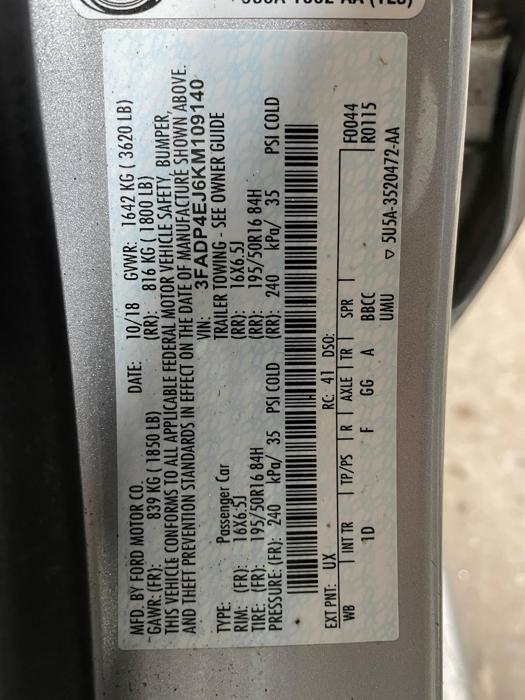 MFD. BY FORD MOTOR CO. DATE: 10/18 GVWR: 1642 KG ( 3620 LB)
GAWR: (FR): 839 KG ( 1850 LB) (RR): 816 KG ( 1800 LB)
THIS VEHICLE CONFORMS TO ALL APPLICABLE FEDERAL MOTOR VEHICLE SAFETY, BUMPER,
AND THEFT PREVENTION STANDARDS IN EFFECT ON THE DATE OF MANUFACTURE SHOWN ABOVE.
VIN: 3FADP4EJ6KM109140
TYPE: Passenger Car TRAILER TOWING - SEE OWNER GUIDE
RIM: (FR): 16X6.5J (RR): 16X6.5J
TIRE: (FR): 195/50R16 84H (RR): 195/50R16 84H
PRESSURE: (FR): 240 kPa/ 35 PSI COLD (RR): 240 kPa/ 35 PSI COLD
EXT PNT: UX RC: 41 DSO: F0044
WB INT TR TP/PS R AXLE TR SPR R0115
1D F GG A BBCC
UMU ▽ 5U5A-3520472-AA